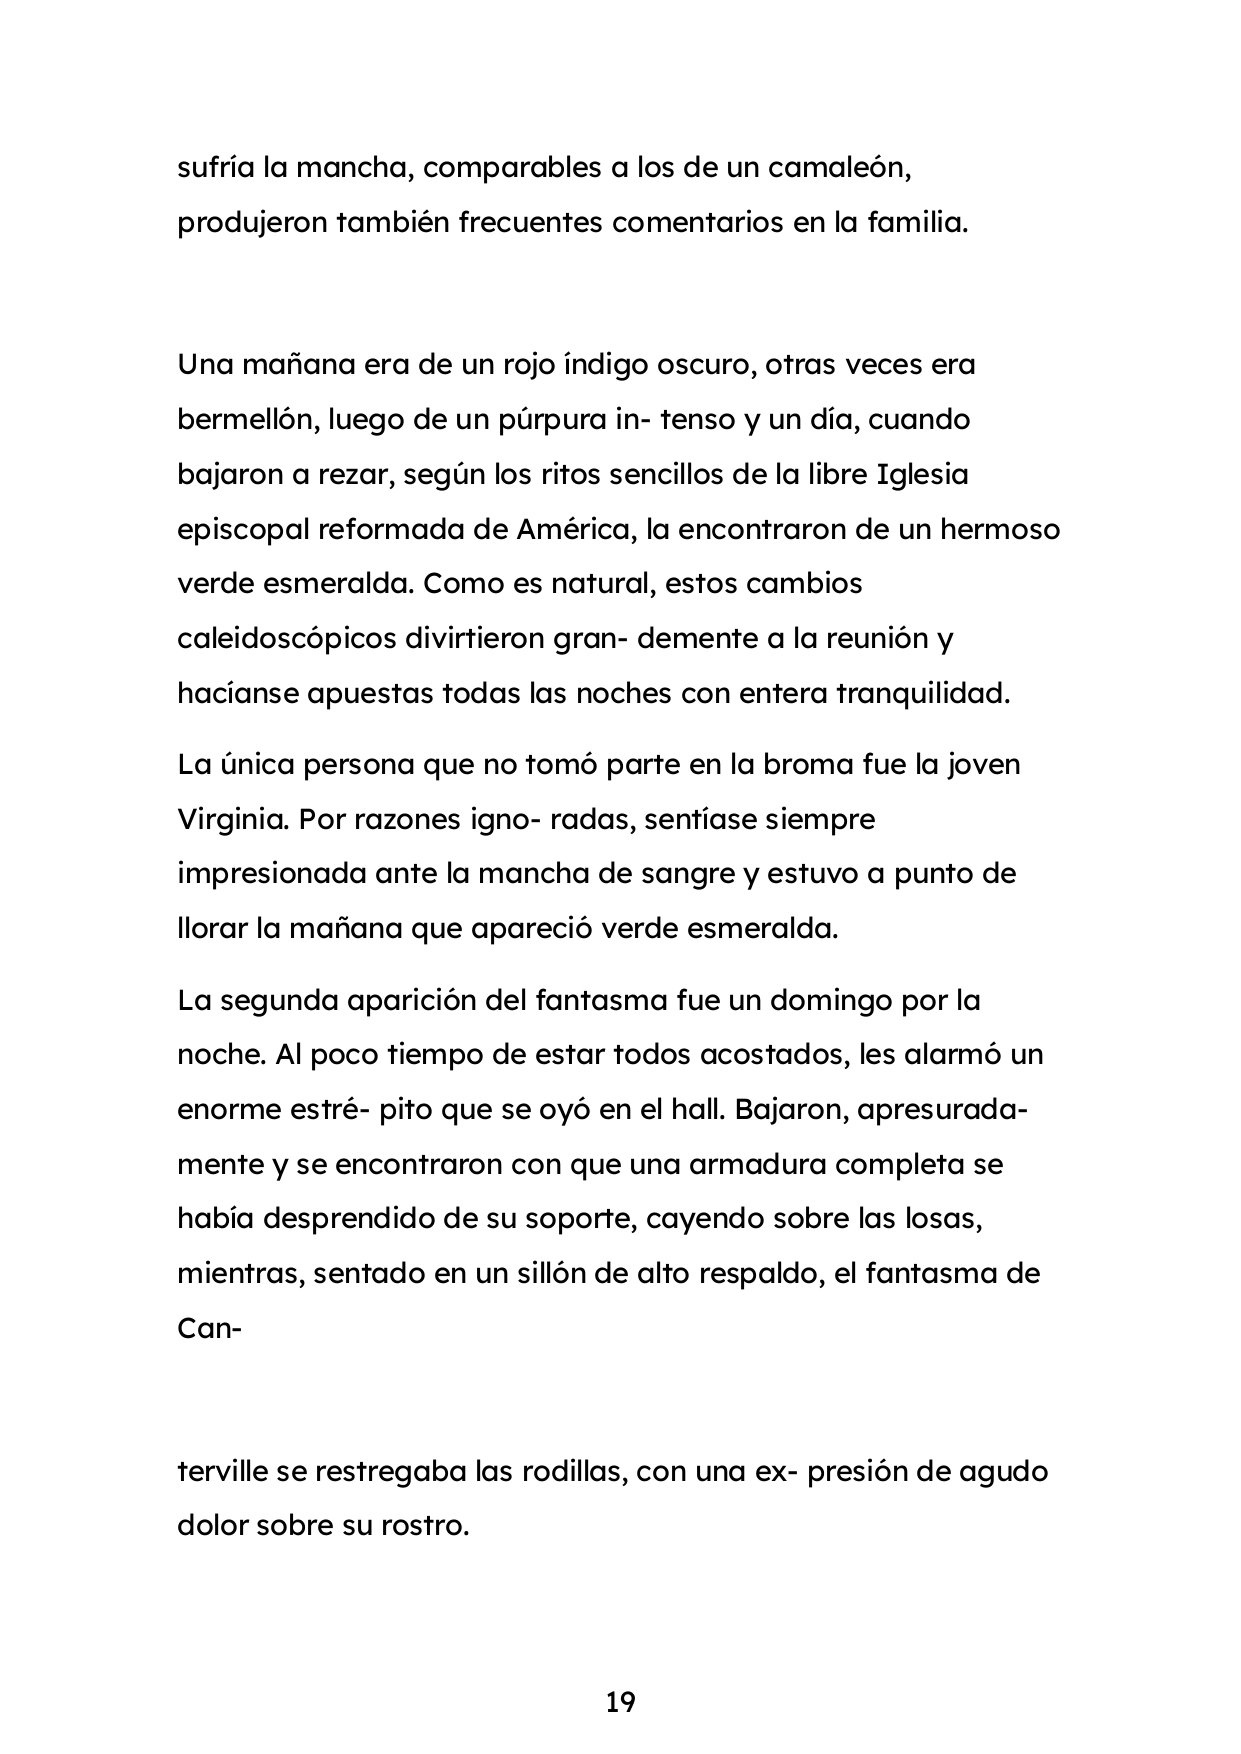 sufría la mancha, comparables a los de un camaleón,
produjeron también frecuentes comentarios en la familia.
Una mañana era de un rojo índigo oscuro, otras veces era
bermellón, luego de un púrpura in- tenso y un día, cuando
bajaron a rezar, según los ritos sencillos de la libre Iglesia
episcopal reformada de América, la encontraron de un hermoso
verde esmeralda. Como es natural, estos cambios
caleidoscópicos divirtieron gran- demente a la reunión y
hacíanse apuestas todas las noches con entera tranquilidad.
La única persona que no tomó parte en la broma fue la joven
Virginia. Por razones igno- radas, sentíase siempre
impresionada ante la mancha de sangre y estuvo a punto de
llorar la mañana que apareció verde esmeralda.
La segunda aparición del fantasma fue un domingo por la
noche. Al poco tiempo de estar todos acostados, les alarmó un
enorme estré- pito que se oyó en el hall. Bajaron, apresurada-
mente y se encontraron con que una armadura completa se
había desprendido de su soporte, cayendo sobre las losas,
mientras, sentado en un sillón de alto respaldo, el fantasma de
Can-
terville se restregaba las rodillas, con una ex- presión de agudo
dolor sobre su rostro.
19